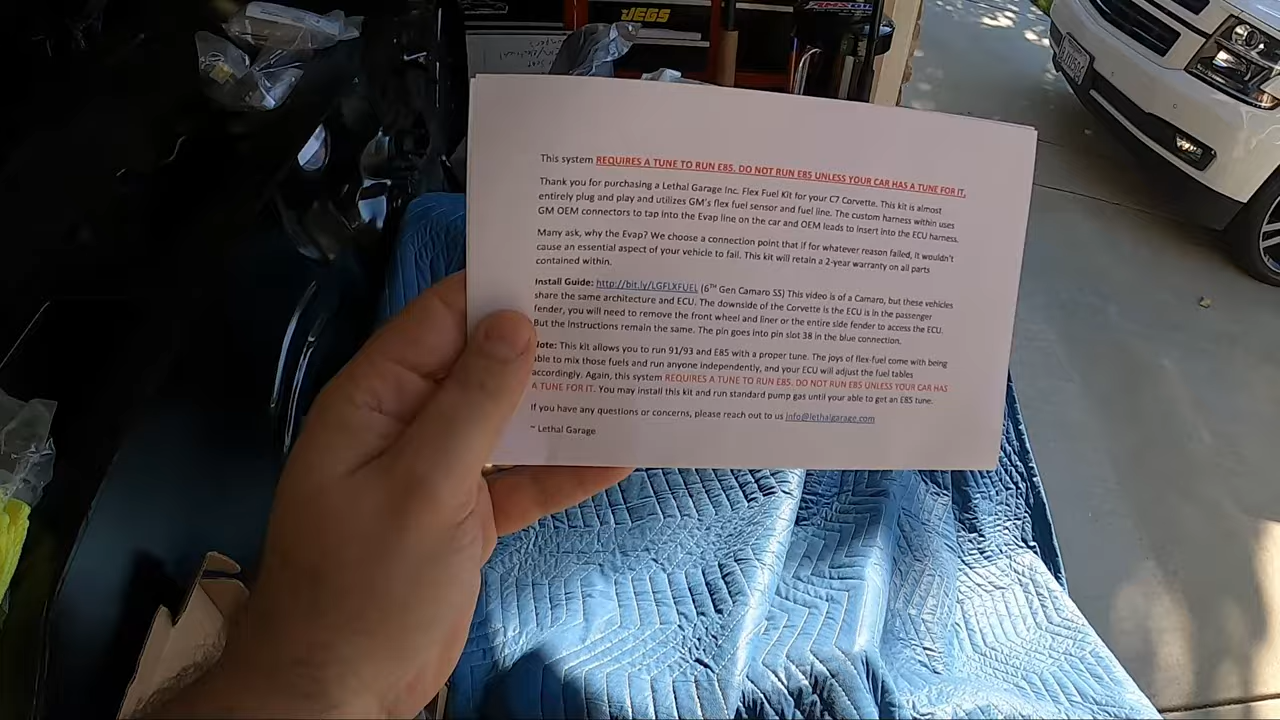 JEGS
This system REQUIRES A TUNE TO RUN E85. DO NOT RUN E85 UNLESS YOUR CAR HAS A TUNE FOR IT.
Thank you for purchasing a Lethal Garage Inc. Flex Fuel Kit for your C7 Corvette. This kit is almost
entirely plug and play and utilizes GM's flex fuel sensor and fuel line. The custom harness within uses
GM OEM connectors to tap into the Evap line on the car and OEM leads to insert into the ECU harness.
Many ask, why the Evap? We choose a connection point that if for whatever reason failed, it wouldn't
cause an essential aspect of your vehicle to fail. This kit will retain a 2-year warranty on all parts
contained within.
Install Guide: http://bit.ly/LGFLXFUEL (6TH Gen Camaro SS) This video is of a Camaro, but these vehicles
share the same architecture and ECU. The downside of the Corvette is the ECU is in the passenger
fender, you will need to remove the front wheel and liner or the entire side fender to access the ECU.
But the instructions remain the same. The pin goes into pin slot 38 in the blue connection.
Note: This kit allows you to run 91/93 and E85 with a proper tune. The joys of flex-fuel come with being
able to mix those fuels and run anyone independently, and your ECU will adjust the fuel tables
accordingly. Again, this system REQUIRES A TUNE TO RUN E85. DO NOT RUN E85 UNLESS YOUR CAR HAS
A TUNE FOR IT. You may install this kit and run standard pump gas until your able to get an E85 tune.
If you have any questions or concerns, please reach out to us info@lethalgarage.com
~ Lethal Garage